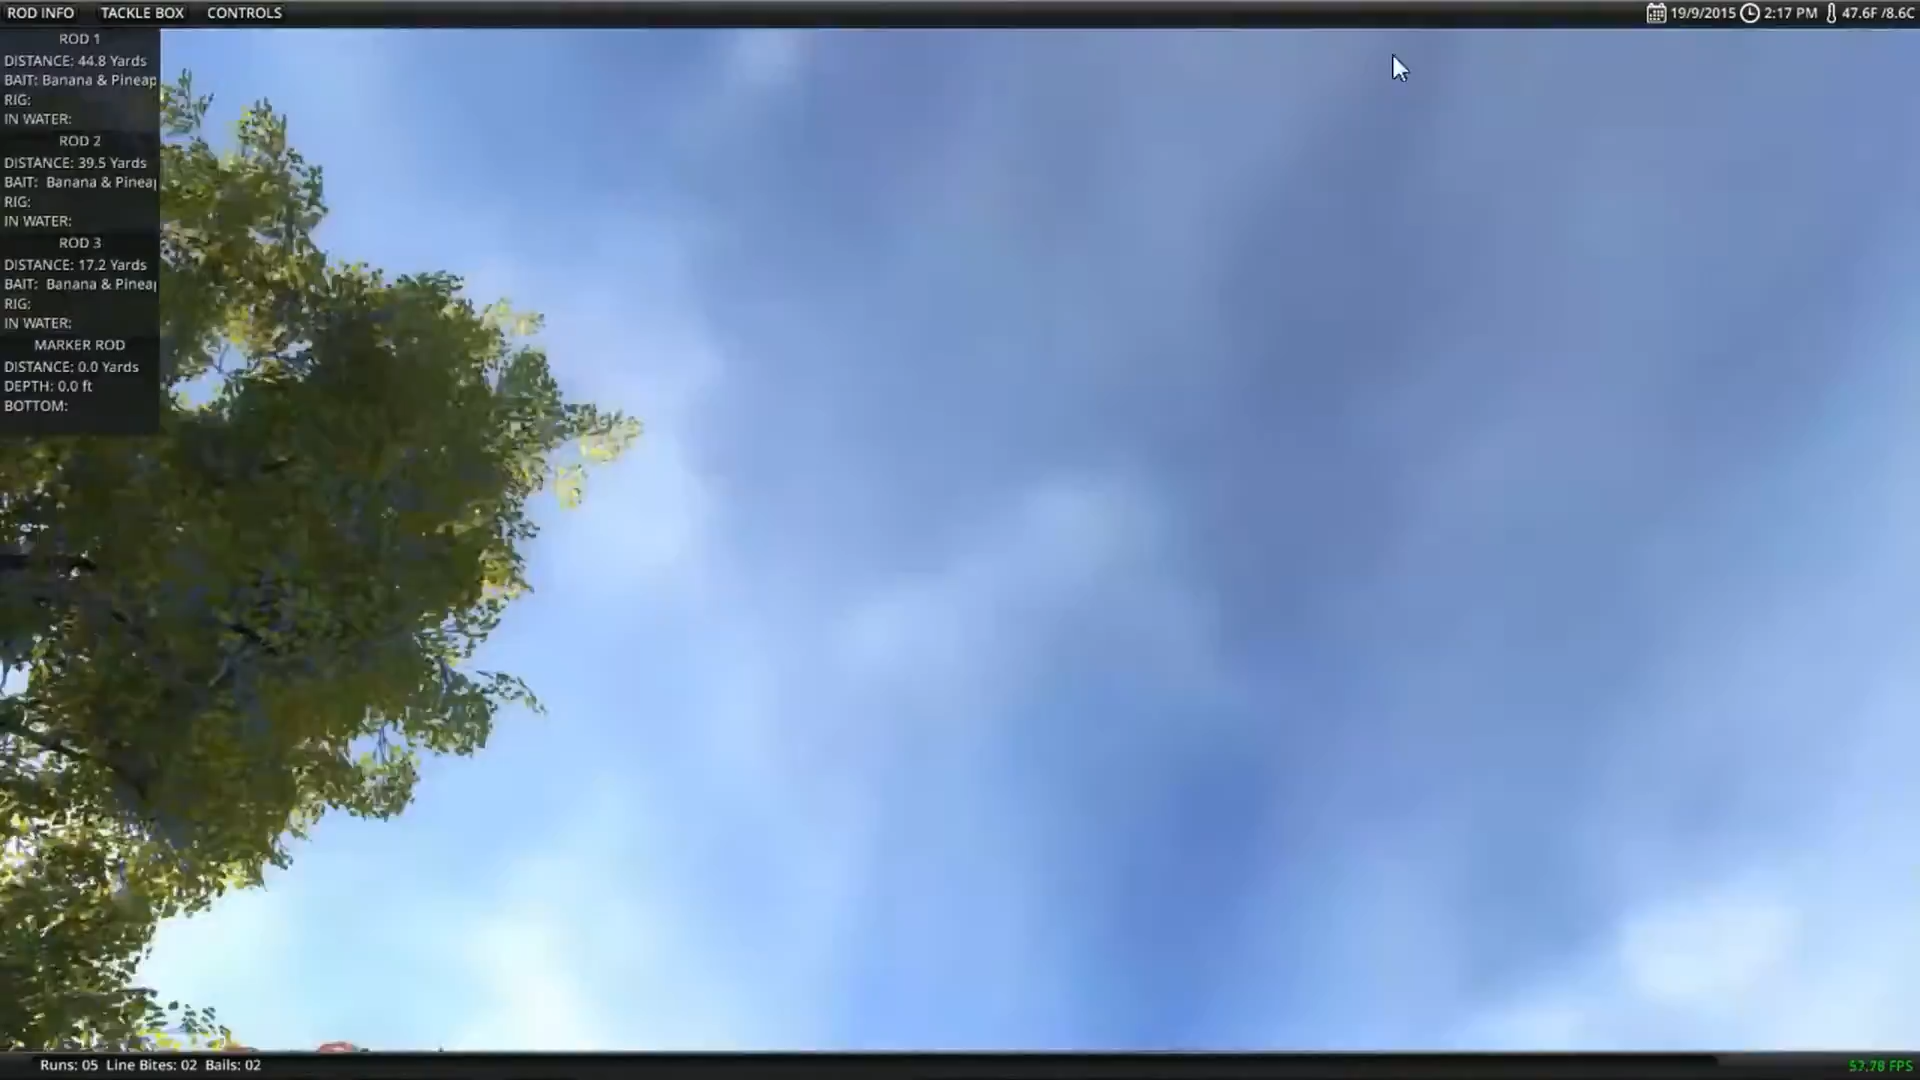 ROD INFO TACKLE BOX CONTROLS 19/9/2015 2:17 PM 47.6F /8.6C
ROD 1
DISTANCE: 44.8 Yards
BAIT: Banana & Pineap
RIG:
IN WATER:
ROD 2
DISTANCE: 39.5 Yards
BAIT: Banana & Pineap
RIG:
IN WATER:
ROD 3
DISTANCE: 17.2 Yards
BAIT: Banana & Pineap
RIG:
IN WATER:
MARKER ROD
DISTANCE: 0.0 Yards
DEPTH: 0.0 ft
BOTTOM:
Runs: 05 Line Bites: 02 Bails: 02 53.78 FPS